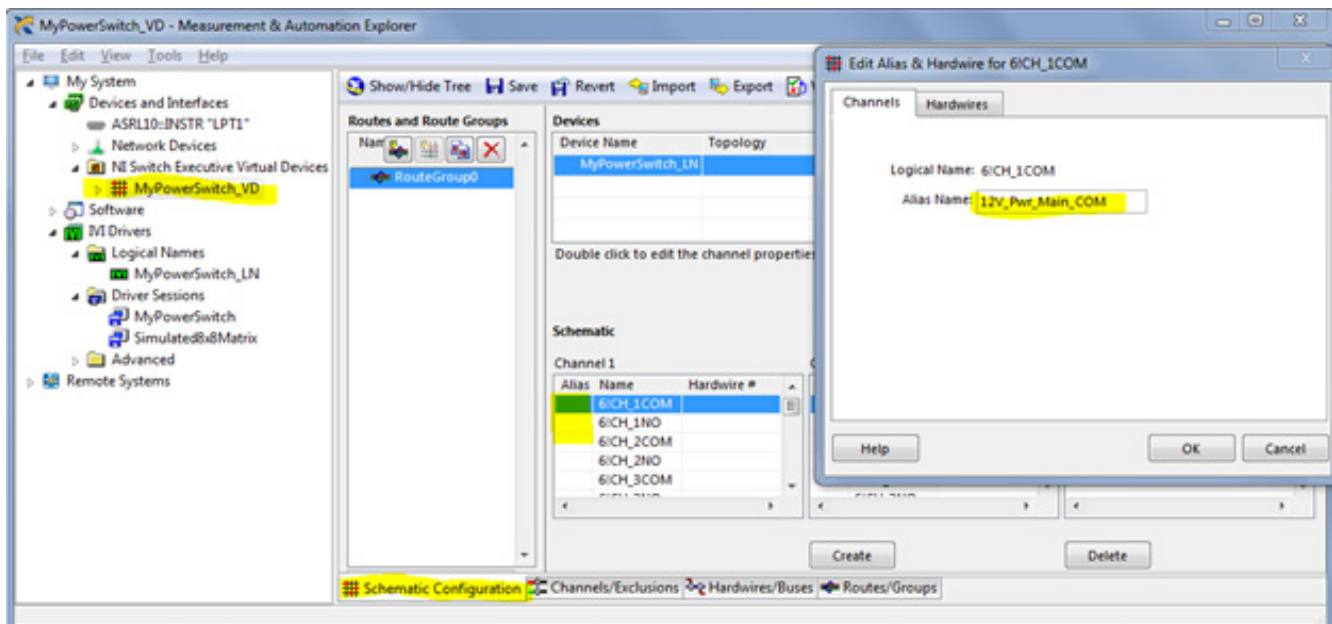 MyPowerSwitch_VD - Measurement & Automation Explorer
File Edit View Tools Help
My System
Devices and Interfaces
ASRL10::INSTR "LPT1"
Network Devices
NI Switch Executive Virtual Devices
MyPowerSwitch_VD
Software
IVI Drivers
Logical Names
MyPowerSwitch_LN
Driver Sessions
MyPowerSwitch
Simulated8x8Matrix
Advanced
Remote Systems
Show/Hide Tree Save Revert Import Export
Routes and Route Groups
Nam
RouteGroup0
Devices
Device Name Topology
MyPowerSwitch_LN
Double click to edit the channel propertie
Schematic
Channel 1
Alias Name Hardwire #
6!CH_1COM
6!CH_1NO
6!CH_2COM
6!CH_2NO
6!CH_3COM
Create Delete
Schematic Configuration Channels/Exclusions Hardwires/Buses Routes/Groups
Edit Alias & Hardwire for 6!CH_1COM
Channels Hardwires
Logical Name: 6!CH_1COM
Alias Name: 12V_Pwr_Main_COM
Help OK Cancel